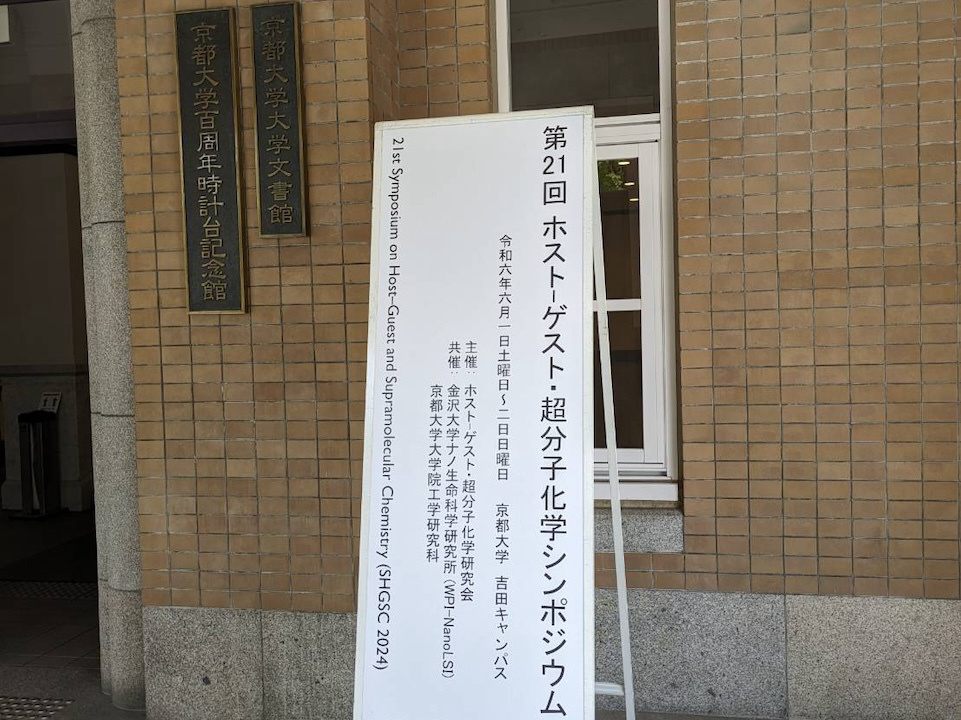 京都大学大学文書館
京都大学百周年時計台記念館
第21回 ホスト−ゲスト・超分子化学シンポジウム
令和六年六月一日土曜日～二日日曜日　京都大学　吉田キャンパス
主催：ホスト−ゲスト・超分子化学研究会
共催：金沢大学ナノ生命科学研究所（WPI−NanoLSI）
京都大学大学院工学研究科
21st Symposium on Host−Guest and Supramolecular Chemistry (SHGSC 2024)